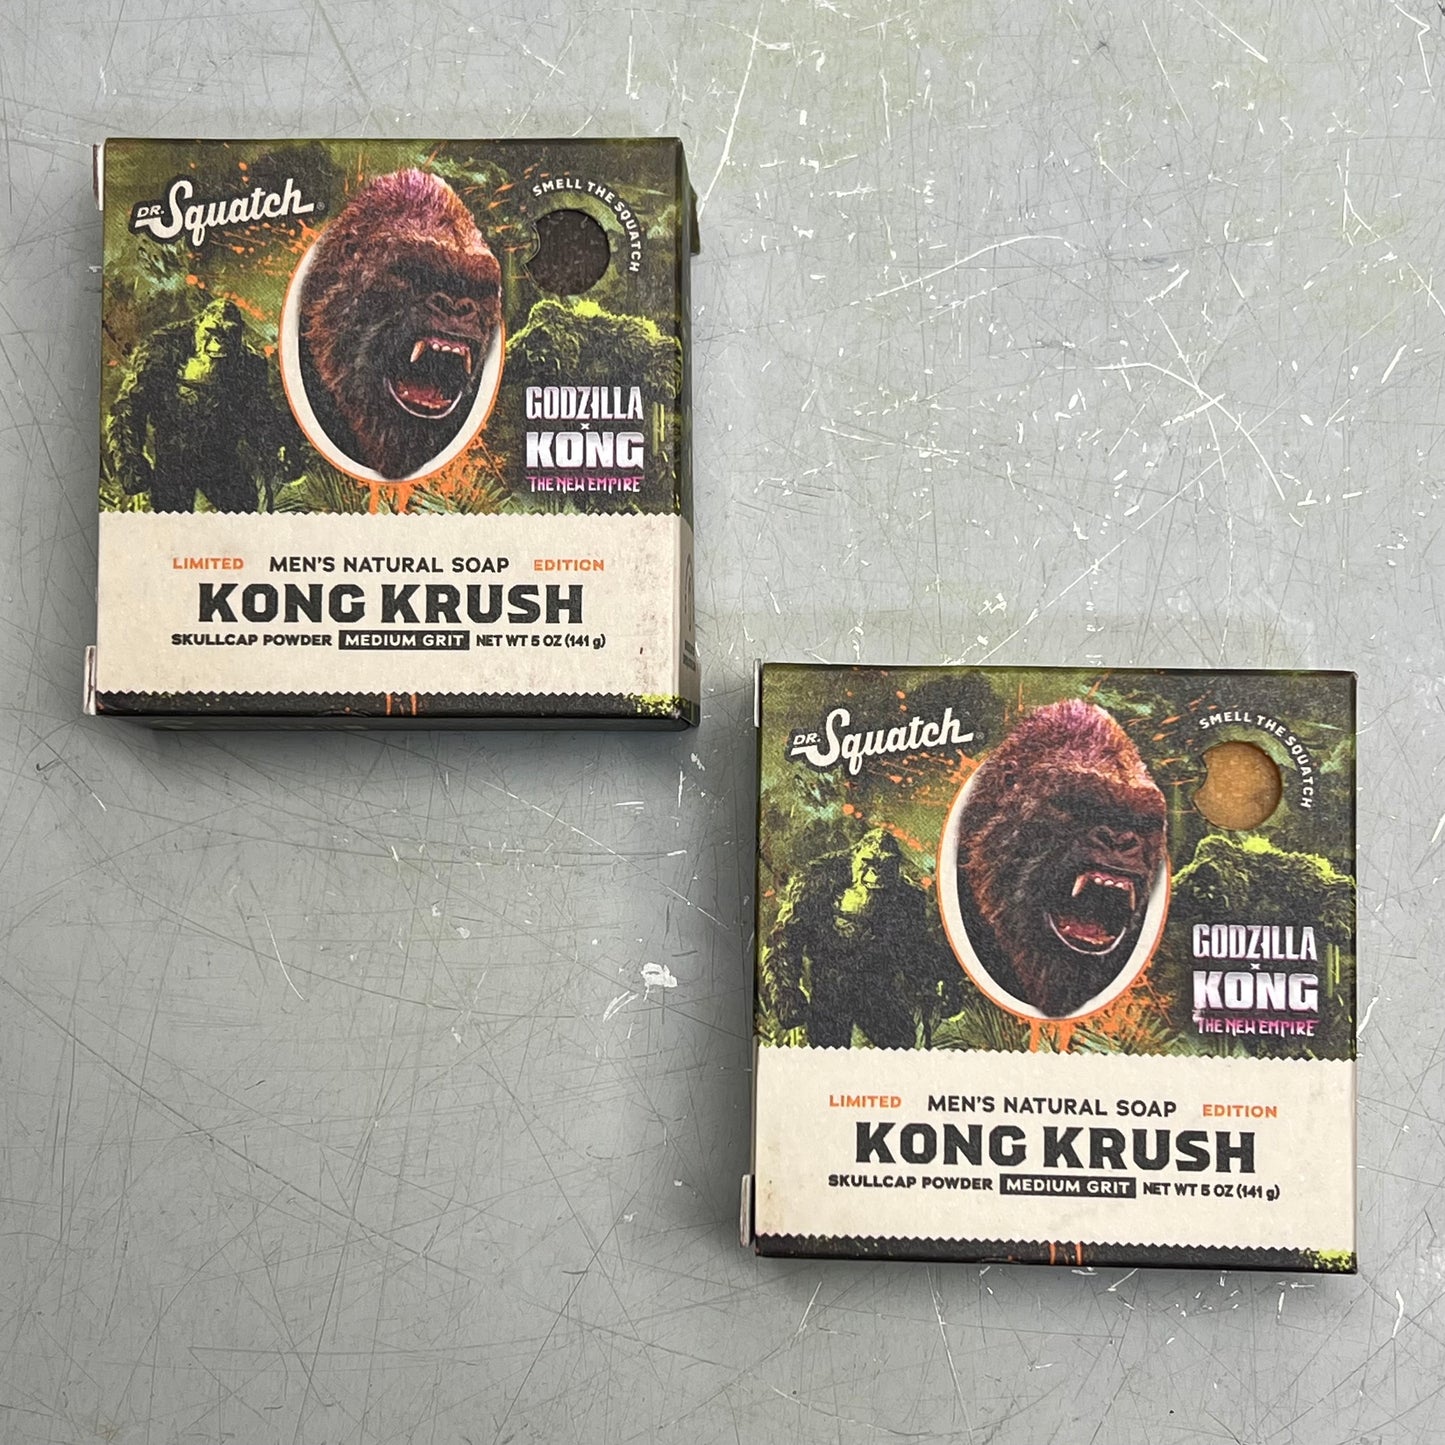 DR. Squatch
SMELL THE SQUATCH
GODZILLA
x
KONG
THE NEW EMPIRE
LIMITED MEN'S NATURAL SOAP EDITION
KONG KRUSH
SKULLCAP POWDER MEDIUM GRIT NET WT 5 OZ (141 g)
DR. Squatch
SMELL THE SQUATCH
GODZILLA
x
KONG
THE NEW EMPIRE
LIMITED MEN'S NATURAL SOAP EDITION
KONG KRUSH
SKULLCAP POWDER MEDIUM GRIT NET WT 5 OZ (141 g)